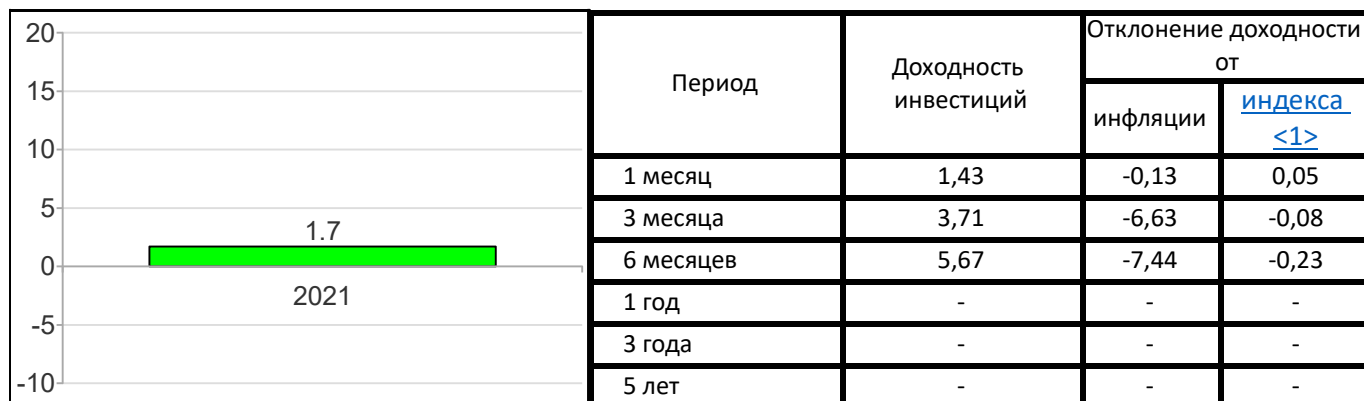 20
15
10
5
0
-5
-10
1.7
2021
Период
Доходность
инвестиций
Отклонение доходности
от
инфляции
индекса
<1>
1 месяц 1,43 -0,13 0,05
3 месяца 3,71 -6,63 -0,08
6 месяцев 5,67 -7,44 -0,23
1 год - - -
3 года - - -
5 лет - - -